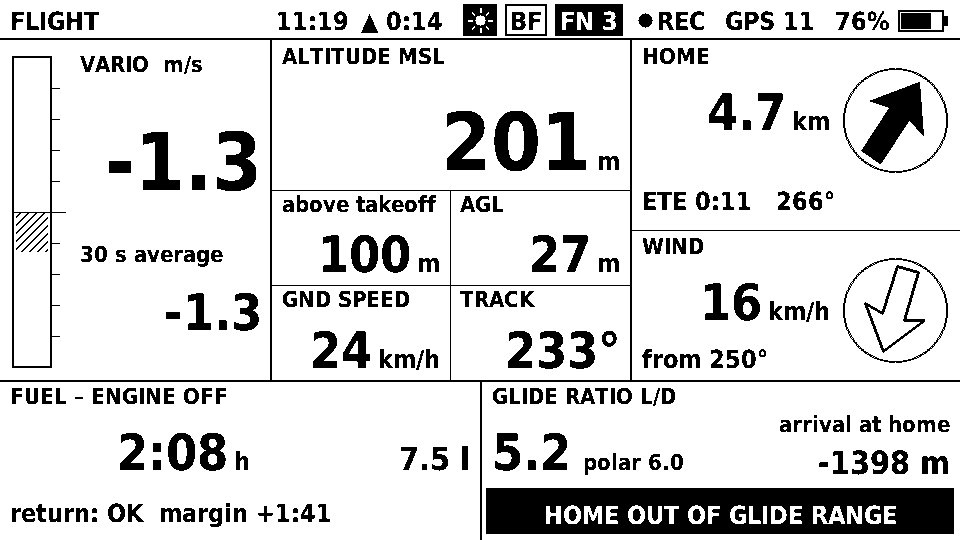 FLIGHT 11:19 ▲ 0:14 BF FN 3 ●REC GPS 11 76%
VARIO m/s
-1.3
30 s average
-1.3
ALTITUDE MSL
201 m
above takeoff
100 m
AGL
27 m
GND SPEED
24 km/h
TRACK
233°
HOME
4.7 km
ETE 0:11 266°
WIND
16 km/h
from 250°
FUEL – ENGINE OFF
2:08 h 7.5 l
return: OK margin +1:41
GLIDE RATIO L/D
arrival at home
5.2 polar 6.0 -1398 m
HOME OUT OF GLIDE RANGE